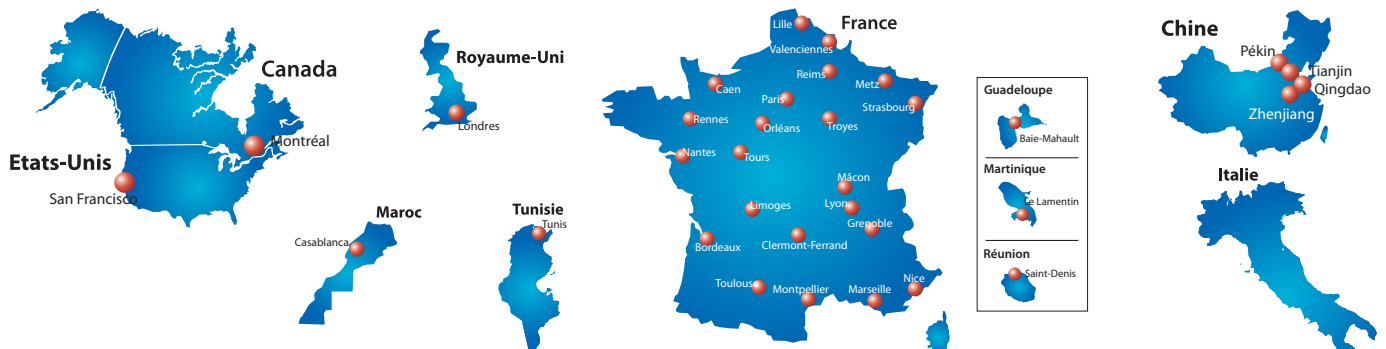 Canada
Montréal
Etats-Unis
San Francisco
Royaume-Uni
Londres
Maroc
Casablanca
Tunisie
Tunis
France
Lille
Valenciennes
Reims
Metz
Caen
Paris
Strasbourg
Rennes
Orléans
Troyes
Nantes
Tours
Mâcon
Limoges
Lyon
Grenoble
Bordeaux
Clermont-Ferrand
Toulouse
Montpellier
Marseille
Nice
Guadeloupe
Baie-Mahault
Martinique
Le Lamentin
Réunion
Saint-Denis
Chine
Pékin
Tianjin
Qingdao
Zhenjiang
Italie